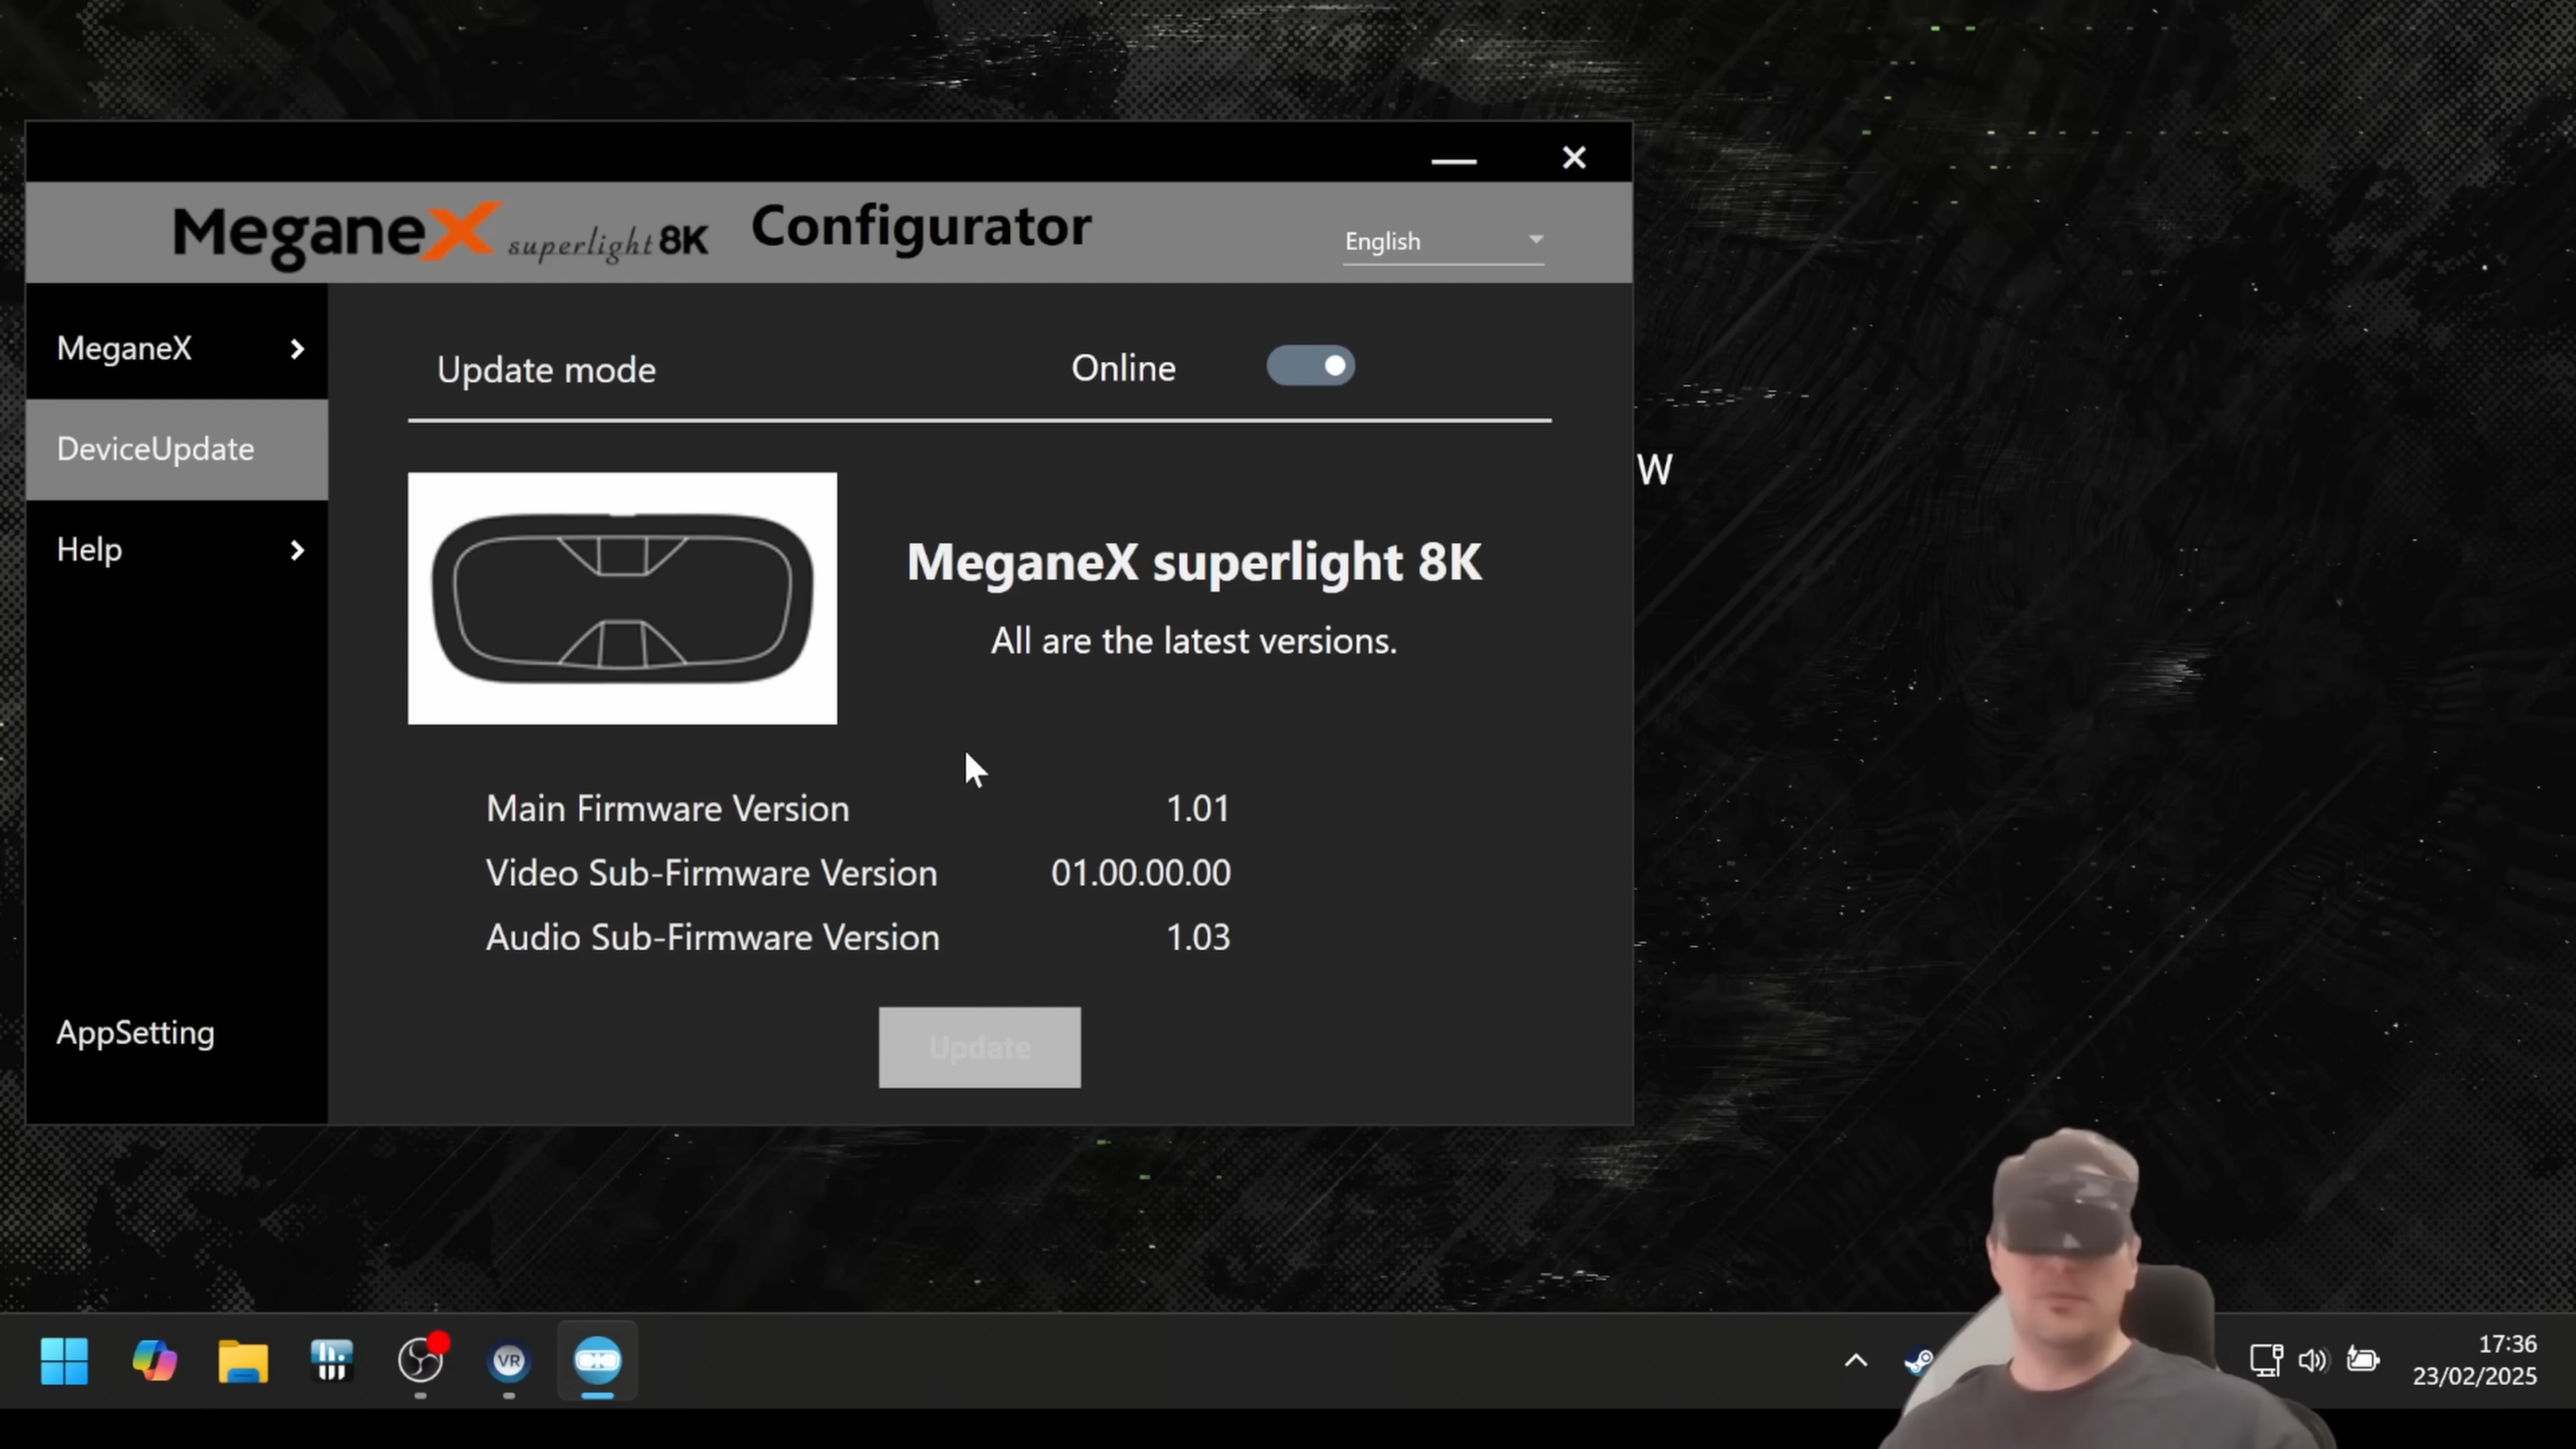 MeganeX superlight 8K Configurator
English
MeganeX
DeviceUpdate
Help
AppSetting
Update mode
Online
MeganeX superlight 8K
All are the latest versions.
Main Firmware Version 1.01
Video Sub-Firmware Version 01.00.00.00
Audio Sub-Firmware Version 1.03
Update
W
VR
17:36
23/02/2025